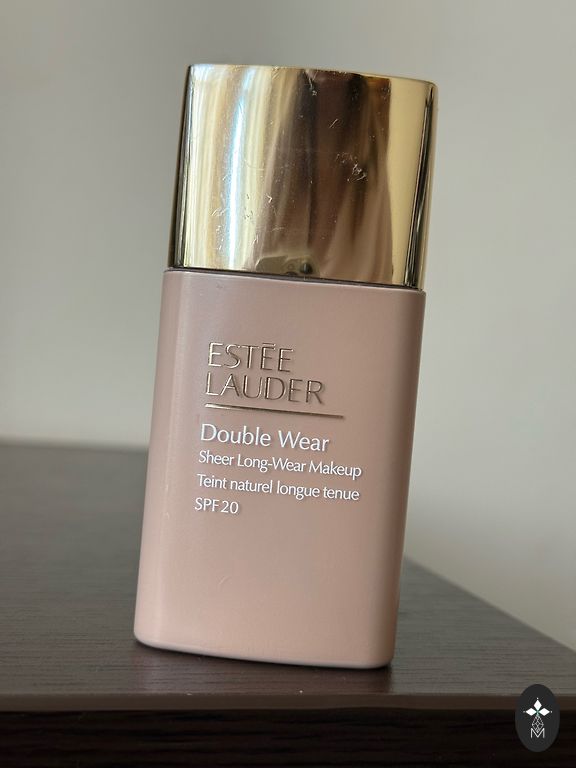 ESTĒE
LAUDER
Double Wear
Sheer Long-Wear Makeup
Teint naturel longue tenue
SPF 20
M